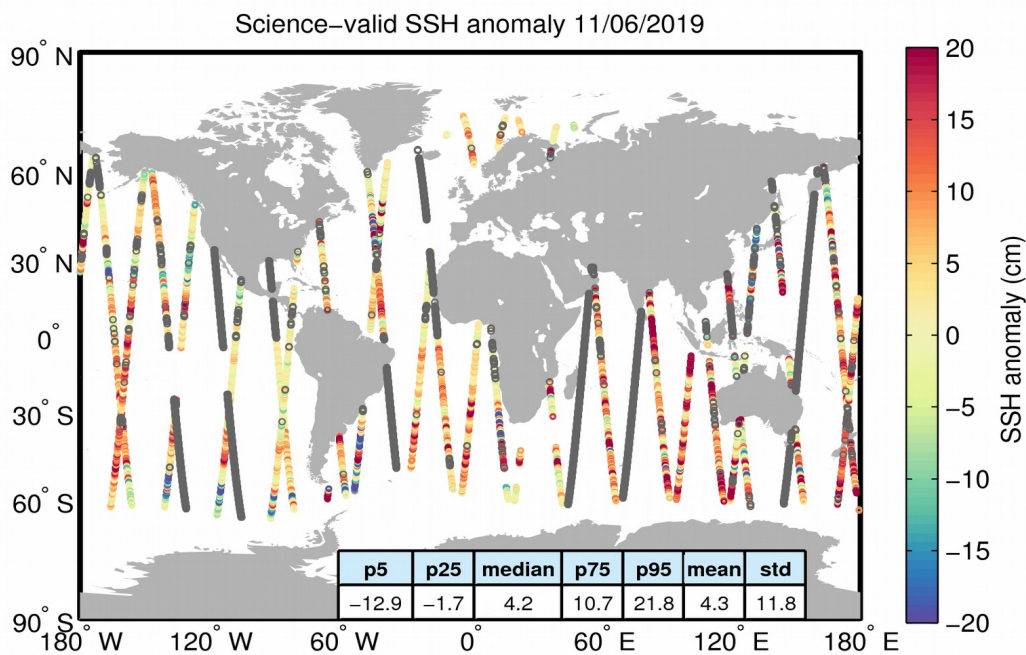 Science−valid SSH anomaly 11/06/2019
90° N
60° N
30° N
0°
30° S
60° S
90° S
180° W
120° W
60° W
0°
60° E
120° E
180° E
p5 p25 median p75 p95 mean std
−12.9 −1.7 4.2 10.7 21.8 4.3 11.8
20
15
10
5
0
−5
−10
−15
−20
SSH anomaly (cm)